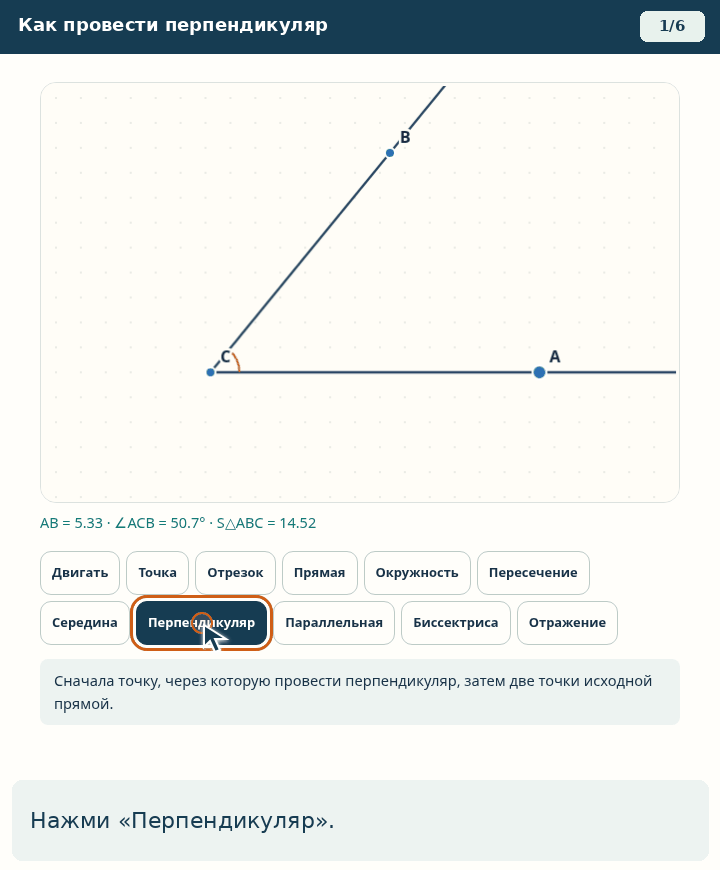 Как провести перпендикуляр
1/6
B
C
A
AB = 5.33 · ∠ACB = 50.7° · S△ABC = 14.52
Двигать Точка Отрезок Прямая Окружность Пересечение
Середина Перпендикуляр Параллельная Биссектриса Отражение
Сначала точку, через которую провести перпендикуляр, затем две точки исходной
прямой.
Нажми «Перпендикуляр».